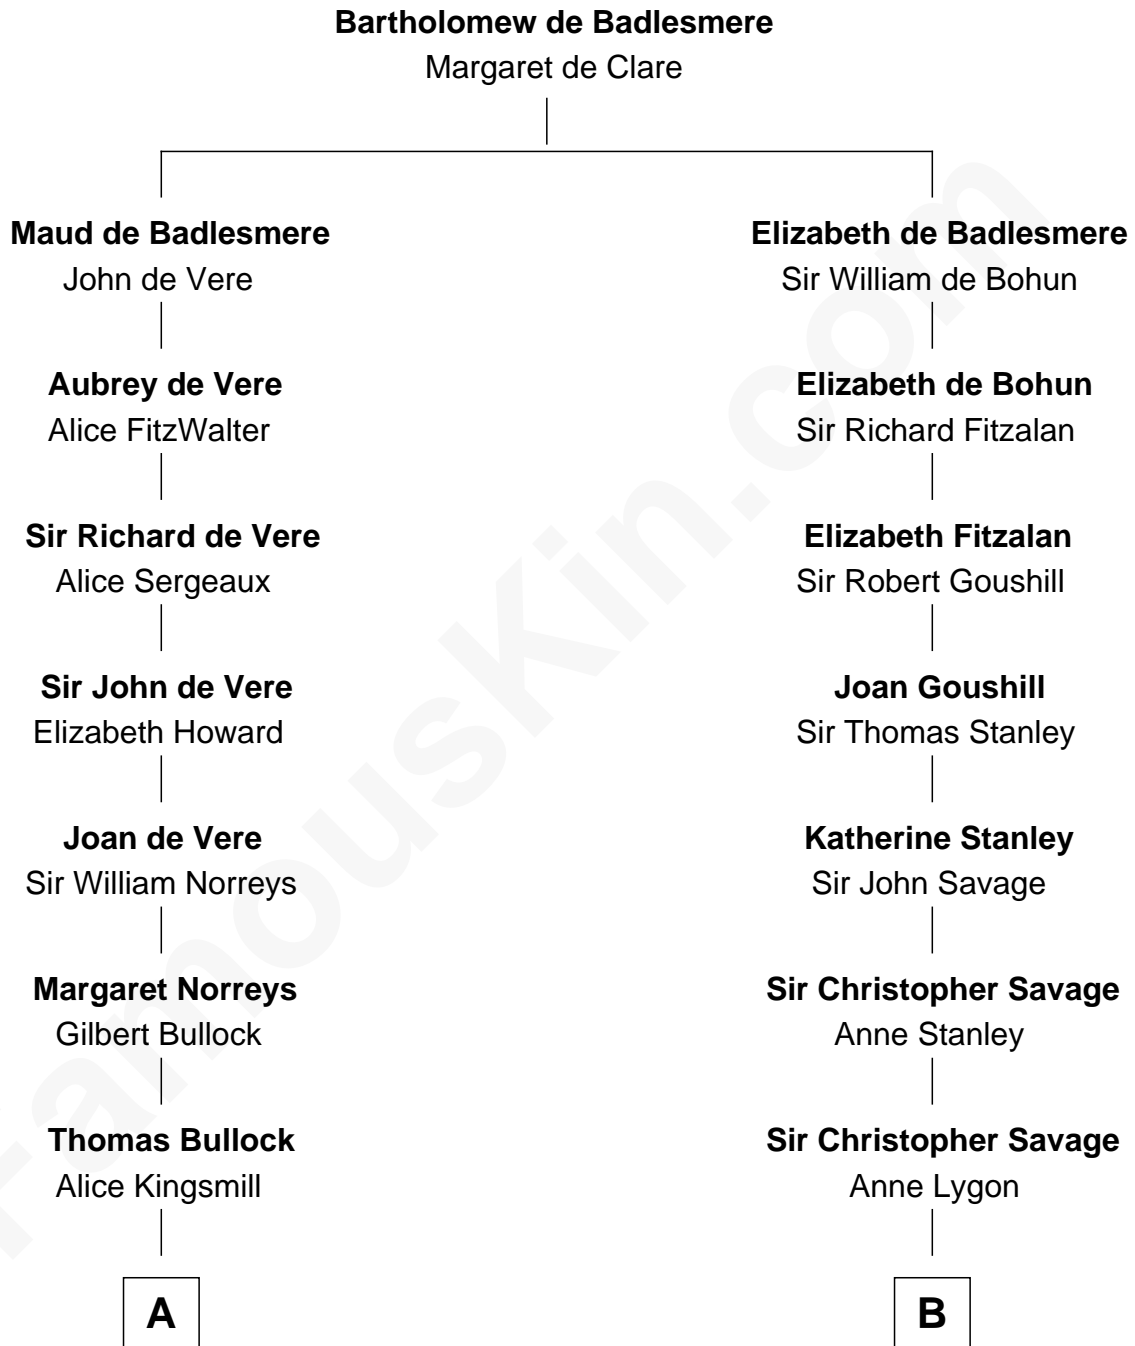 Bartholomew de Badlesmere
Margaret de Clare
Maud de Badlesmere
John de Vere
Elizabeth de Badlesmere
Sir William de Bohun
Aubrey de Vere
Alice FitzWalter
Elizabeth de Bohun
Sir Richard Fitzalan
Sir Richard de Vere
Alice Sergeaux
Elizabeth Fitzalan
Sir Robert Goushill
Sir John de Vere
Elizabeth Howard
Joan Goushill
Sir Thomas Stanley
Joan de Vere
Sir William Norreys
Katherine Stanley
Sir John Savage
Margaret Norreys
Gilbert Bullock
Sir Christopher Savage
Anne Stanley
Thomas Bullock
Alice Kingsmill
Sir Christopher Savage
Anne Lygon
A
B
FamousKin.com